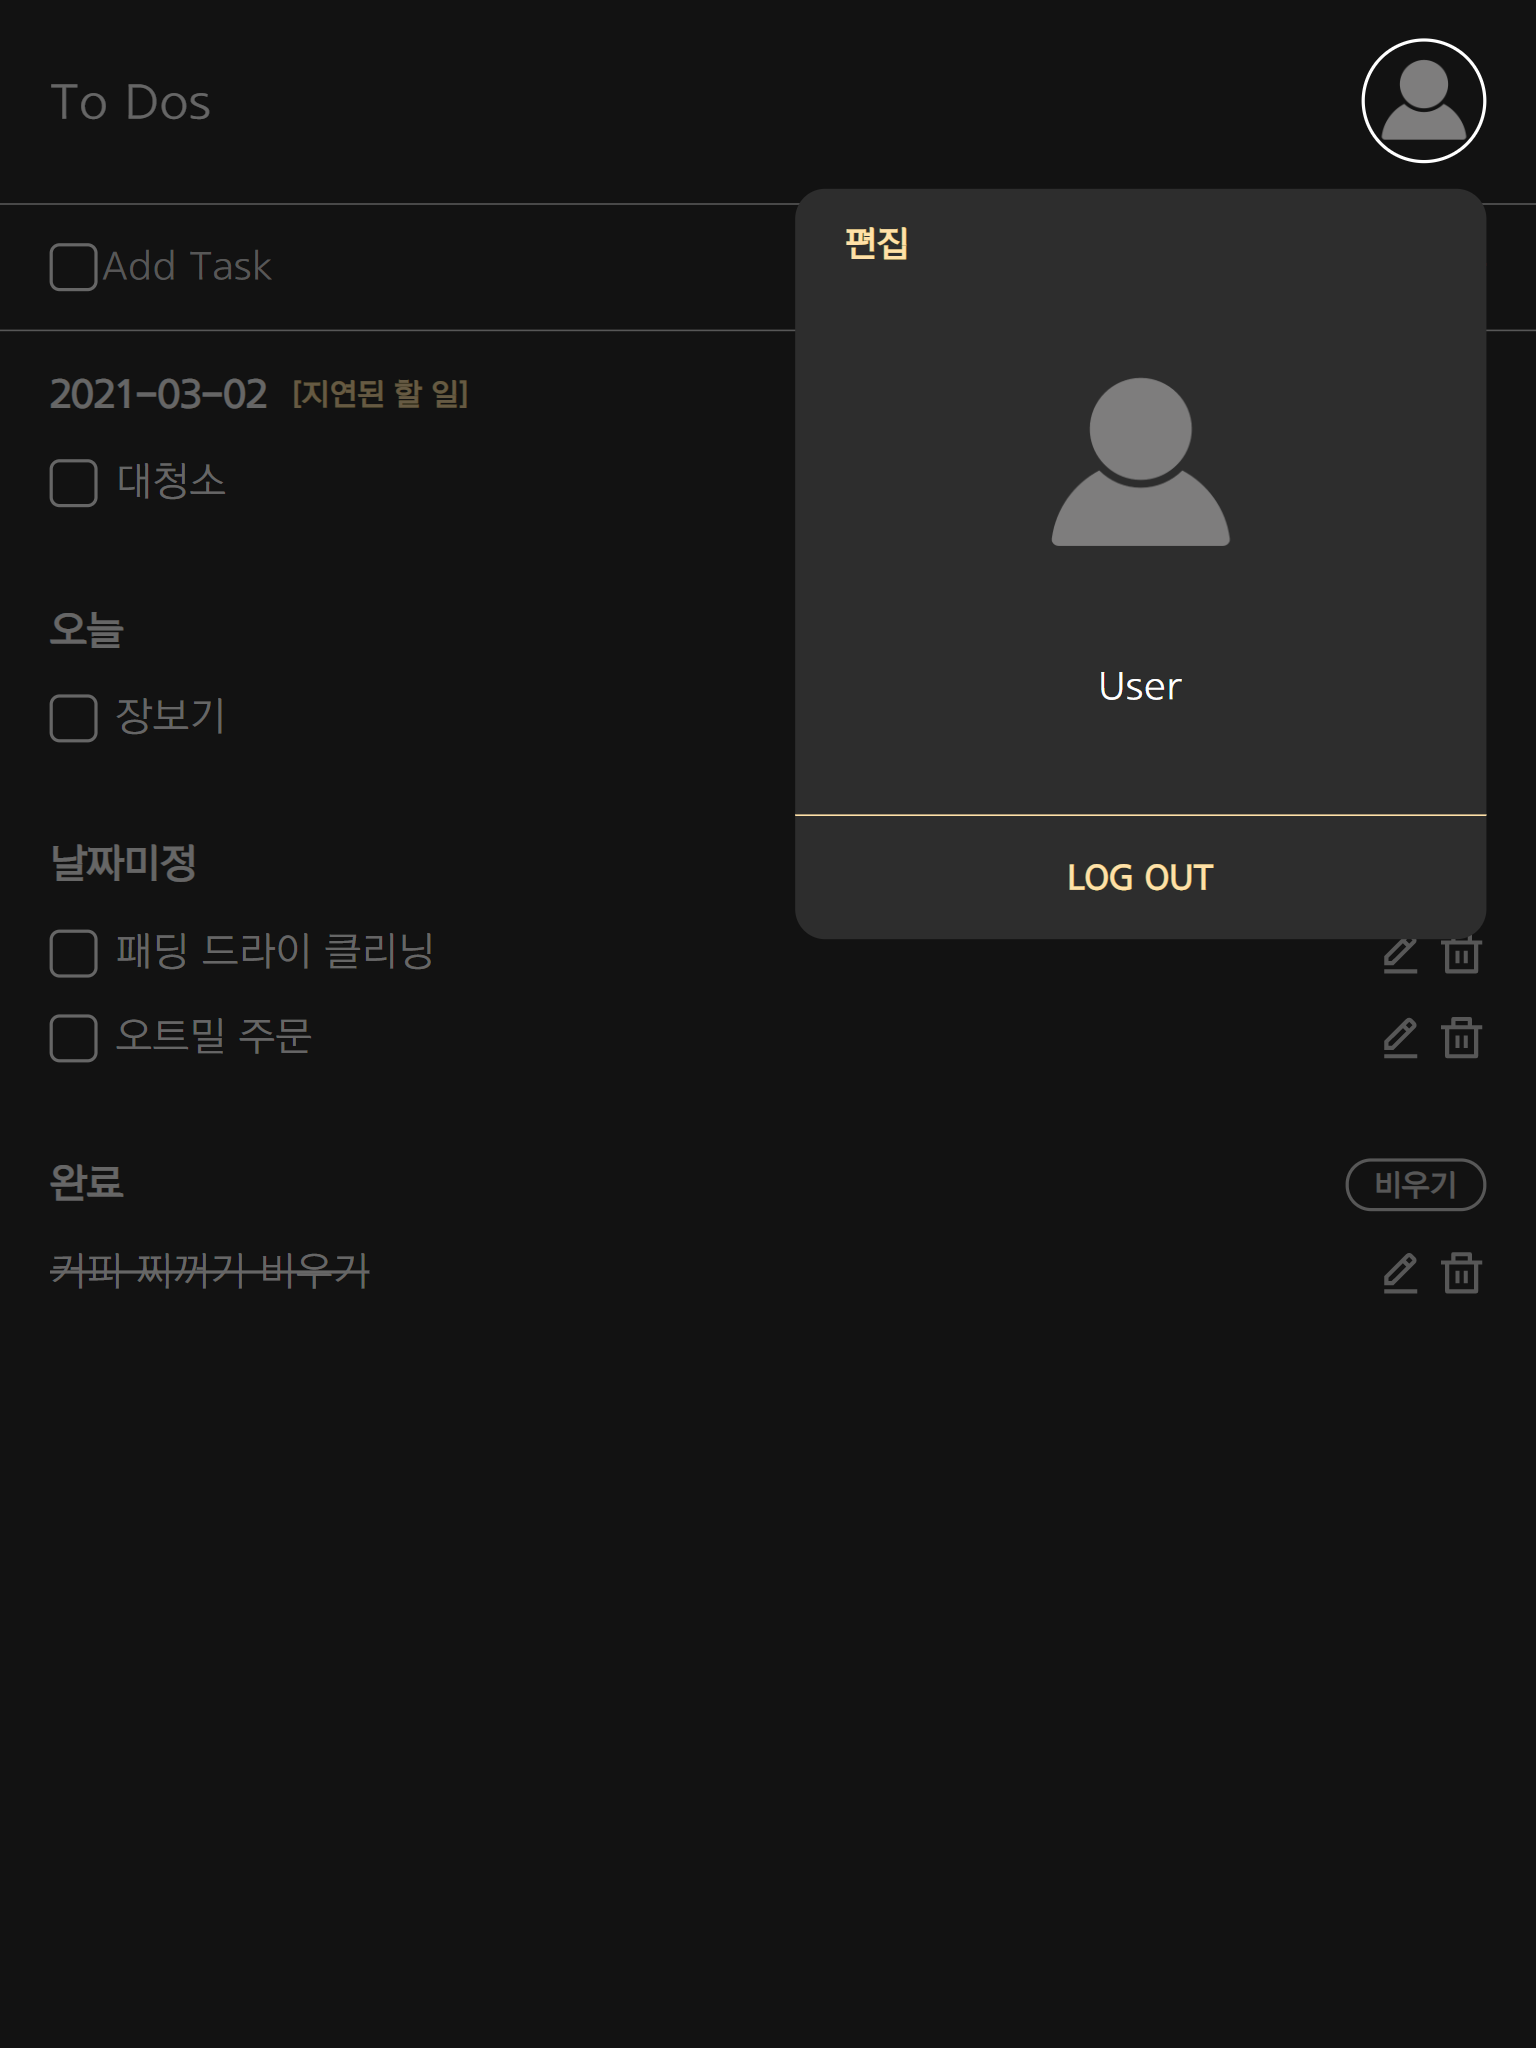 To Dos
Add Task
2021-03-02 [지연된 할 일]
대청소
오늘
장보기
날짜미정
패딩 드라이 클리닝
오트밀 주문
완료
비우기
커피 찌꺼기 비우기
편집
User
LOG OUT